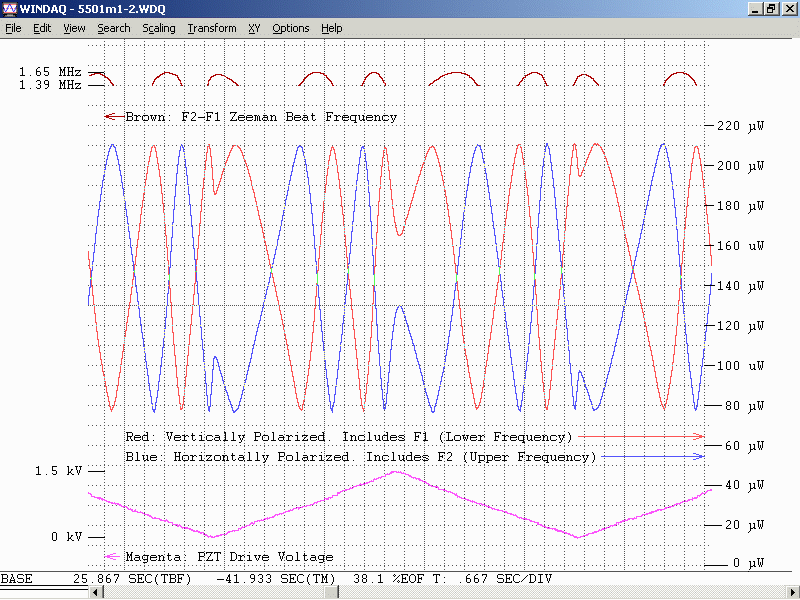 WINDAQ - 5501m1-2.WDQ
File Edit View Search Scaling Transform XY Options Help
1.65 MHz
1.39 MHz
Brown: F2-F1 Zeeman Beat Frequency
220 µW
200 µW
180 µW
160 uW
140 µW
120 µW
100 µW
80 µW
Red: Vertically Polarized. Includes F1 (Lower Frequency)
60 µW
Blue: Horizontally Polarized. Includes F2 (Upper Frequency)
1.5 kV
40 µW
20 µW
0 kV
Magenta: PZT Drive Voltage
0 µW
BASE 25.867 SEC(TBF) -41.933 SEC(TM) 38.1 %EOF T: .667 SEC/DIV